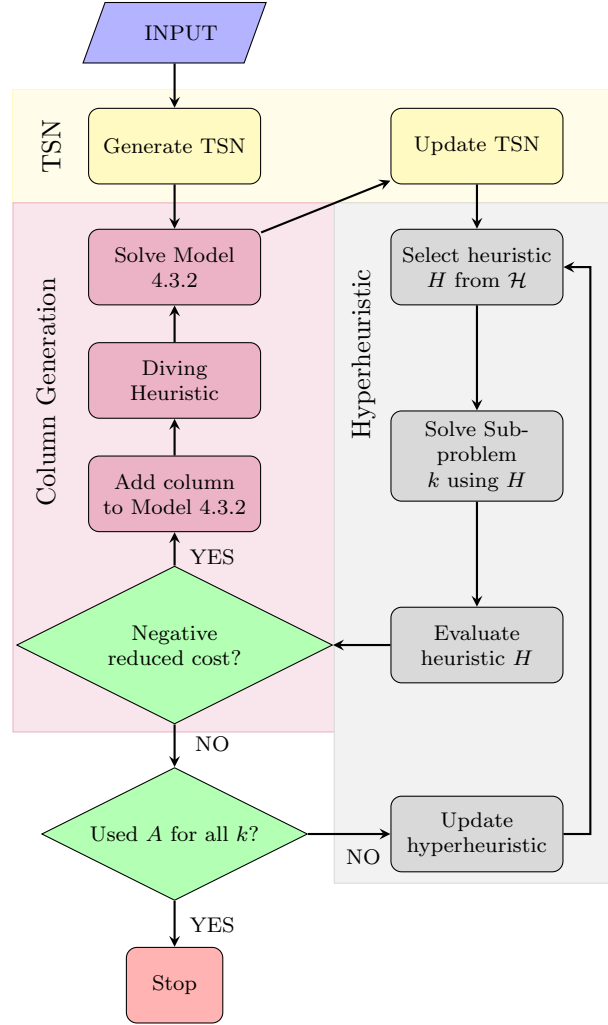 INPUT
TSN
Generate TSN
Update TSN
Column Generation
Solve Model
4.3.2
Diving
Heuristic
Add column
to Model 4.3.2
YES
Negative
reduced cost?
NO
Hyperheuristic
Select heuristic
H from ℋ
Solve Sub-
problem
k using H
Evaluate
heuristic H
Used A for all k?
NO
Update
hyperheuristic
YES
Stop